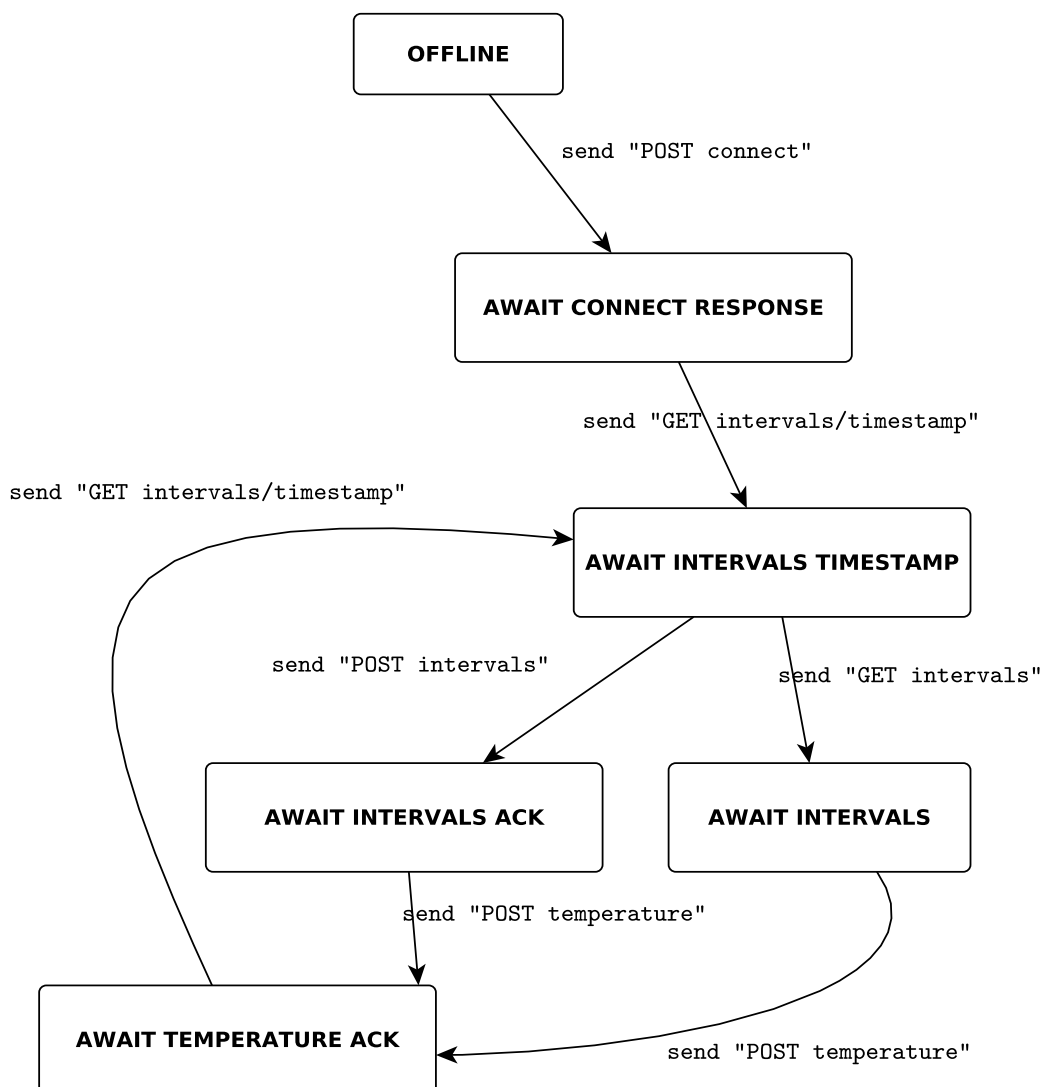 OFFLINE
send "POST connect"
AWAIT CONNECT RESPONSE
send "GET intervals/timestamp"
send "GET intervals/timestamp"
AWAIT INTERVALS TIMESTAMP
send "POST intervals"
send "GET intervals"
AWAIT INTERVALS ACK
AWAIT INTERVALS
send "POST temperature"
AWAIT TEMPERATURE ACK
send "POST temperature"